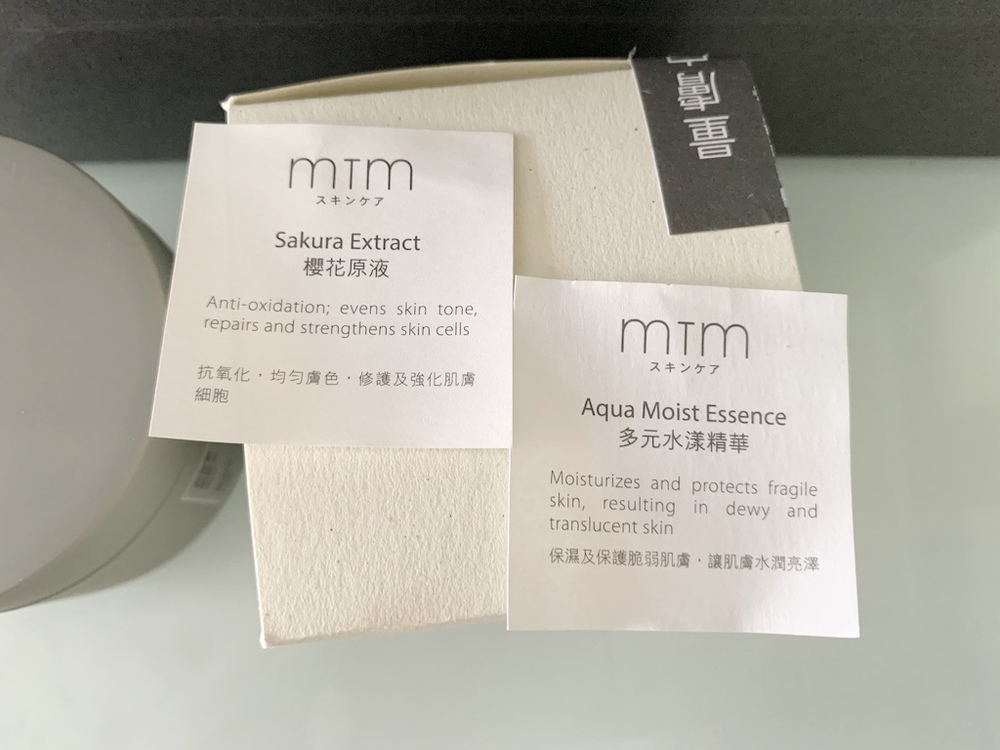 mtm
スキンケア
Sakura Extract
櫻花原液
Anti-oxidation; evens skin tone,
repairs and strengthens skin cells
抗氧化，均勻膚色，修護及強化肌膚
細胞
mtm
スキンケア
Aqua Moist Essence
多元水漾精華
Moisturizes and protects fragile
skin, resulting in dewy and
translucent skin
保濕及保護脆弱肌膚，讓肌膚水潤亮澤
量膚